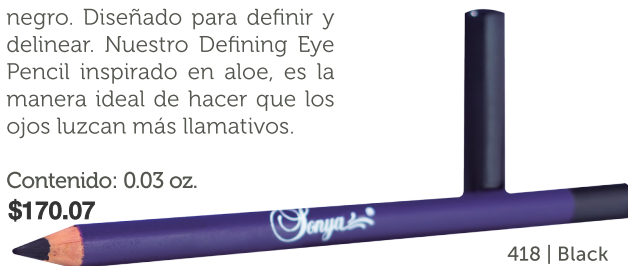 negro. Diseñado para definir y
delinear. Nuestro Defining Eye
Pencil inspirado en aloe, es la
manera ideal de hacer que los
ojos luzcan más llamativos.
Contenido: 0.03 oz.
$170.07
Sonya
418 | Black